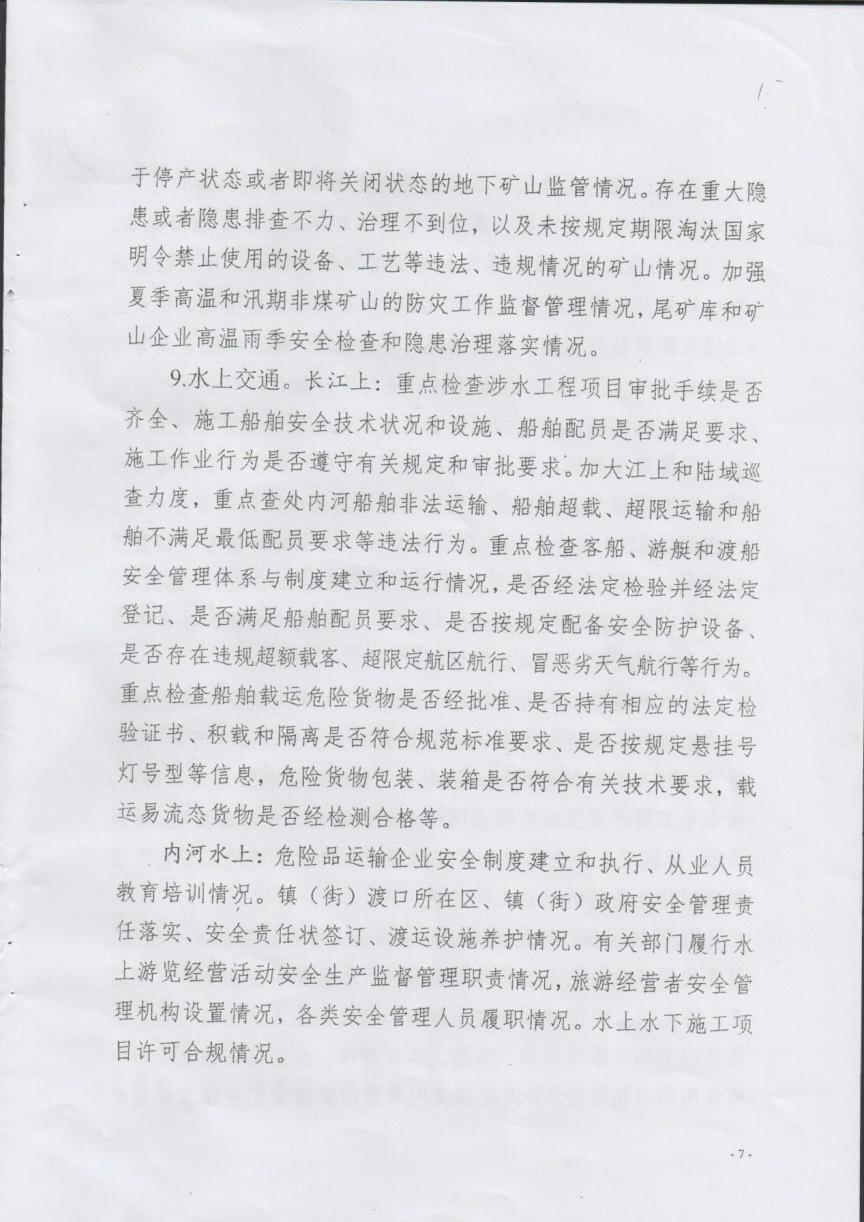 于停产状态或者即将关闭状态的地下矿山监管情况。存在重大隐
患或者隐患排查不力、治理不到位，以及未按规定期限淘汰国家
明令禁止使用的设备、工艺等违法、违规情况的矿山情况。加强
夏季高温和汛期非煤矿山的防灾工作监督管理情况，尾矿库和矿
山企业高温雨季安全检查和隐患治理落实情况。
9.水上交通。长江上：重点检查涉水工程项目审批手续是否
齐全、施工船舶安全技术状况和设施、船舶配员是否满足要求、
施工作业行为是否遵守有关规定和审批要求。加大江上和陆域巡
查力度，重点查处内河船舶非法运输、船舶超载、超限运输和船
舶不满足最低配员要求等违法行为。重点检查客船、游艇和渡船
安全管理体系与制度建立和运行情况，是否经法定检验并经法定
登记、是否满足船舶配员要求、是否按规定配备安全防护设备、
是否存在违规超额载客、超限定航区航行、冒恶劣天气航行等行为。
重点检查船舶载运危险货物是否经批准、是否持有相应的法定检
验证书、积载和隔离是否符合规范标准要求、是否按规定悬挂号
灯号型等信息，危险货物包装、装箱是否符合有关技术要求，载
运易流态货物是否经检测合格等。
内河水上：危险品运输企业安全制度建立和执行、从业人员
教育培训情况。镇（街）渡口所在区、镇（街）政府安全管理责
任落实、安全责任状签订、渡运设施养护情况。有关部门履行水
上游览经营活动安全生产监督管理职责情况，旅游经营者安全管
理机构设置情况，各类安全管理人员履职情况。水上水下施工项
目许可合规情况。
-7-